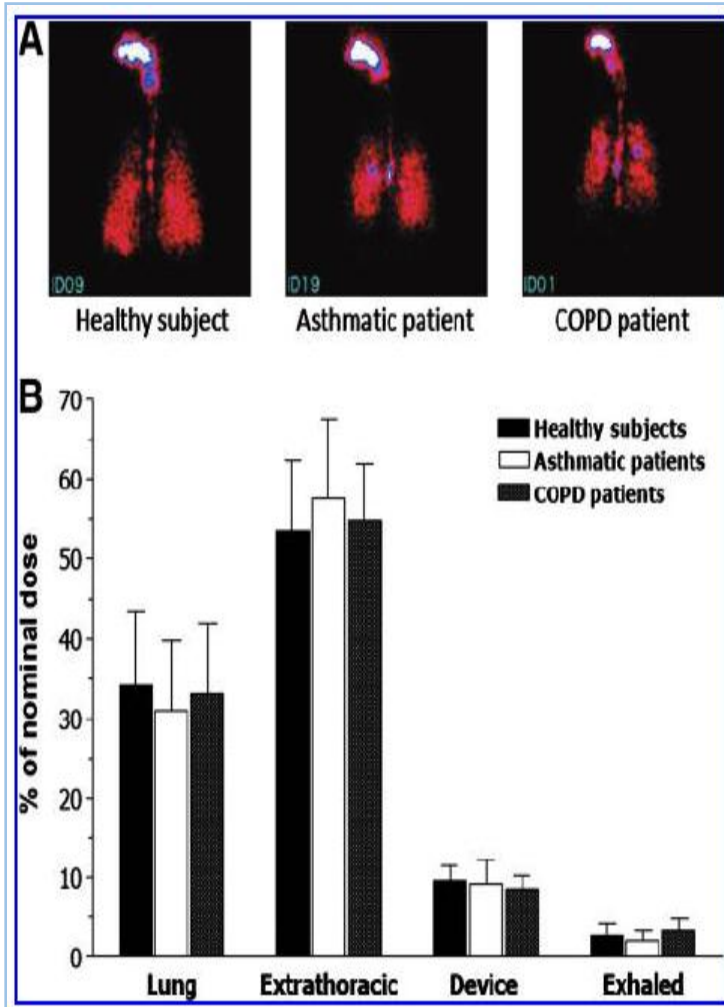 A
ID09
ID19
ID01
Healthy subject
Asthmatic patient
COPD patient
B
70
60
50
40
30
20
10
0
% of nominal dose
Healthy subjects
Asthmatic patients
COPD patients
Lung
Extrathoracic
Device
Exhaled